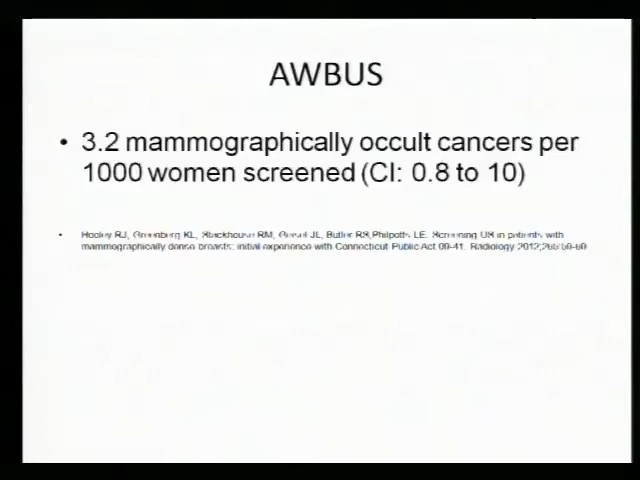 AWBUS
• 3.2 mammographically occult cancers per
1000 women screened (CI: 0.8 to 10)
• Hooley RJ, Greenberg KL, Stackhouse RM, Geisel JL, Butler RS, Philpotts LE. Screening US in patients with
mammographically dense breasts: initial experience with Connecticut Public Act 09-41. Radiology 2012;265:59-69